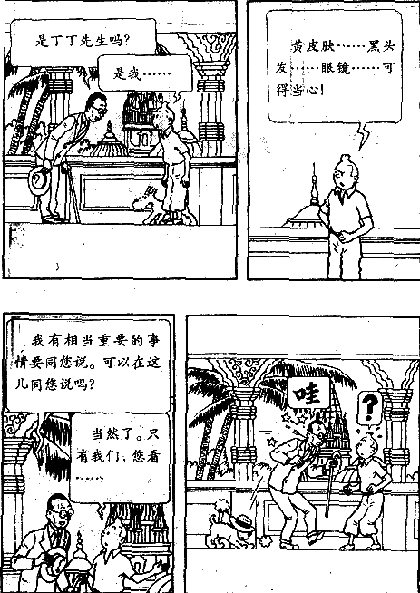 是丁丁先生吗?
是我……
黄皮肤……黑头
发……眼镜……可
得当心!
我有相当重要的事
情要同您说。可以在这
儿同您说吗?
当然了。只
有我们、您看
……
哇
?